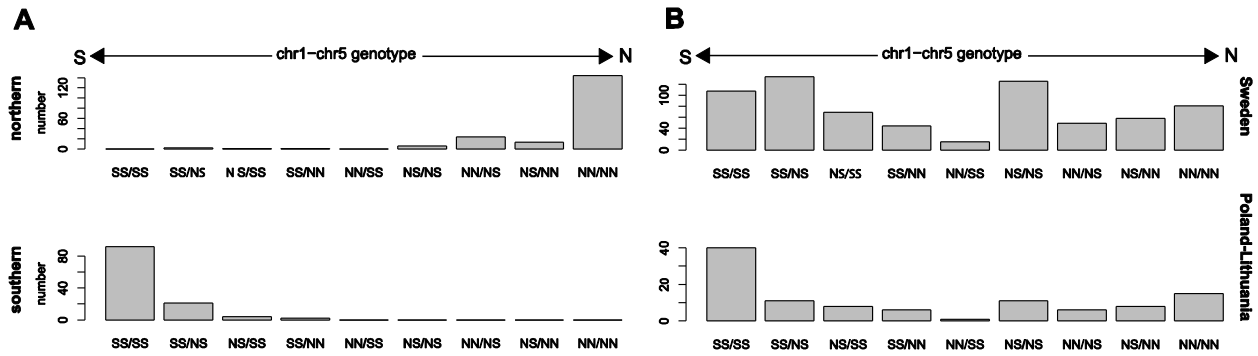 A
S chr1−chr5 genotype N
northern
number
120
60
0
SS/SS SS/NS N S/SS SS/NN NN/SS NS/NS NN/NS NS/NN NN/NN
southern
number
80
40
0
SS/SS SS/NS NS/SS SS/NN NN/SS NS/NS NN/NS NS/NN NN/NN
B
S chr1−chr5 genotype N
100
40
0
SS/SS SS/NS NS/SS SS/NN NN/SS NS/NS NN/NS NS/NN NN/NN
Sweden
40
20
0
SS/SS SS/NS NS/SS SS/NN NN/SS NS/NS NN/NS NS/NN NN/NN
Poland-Lithuania